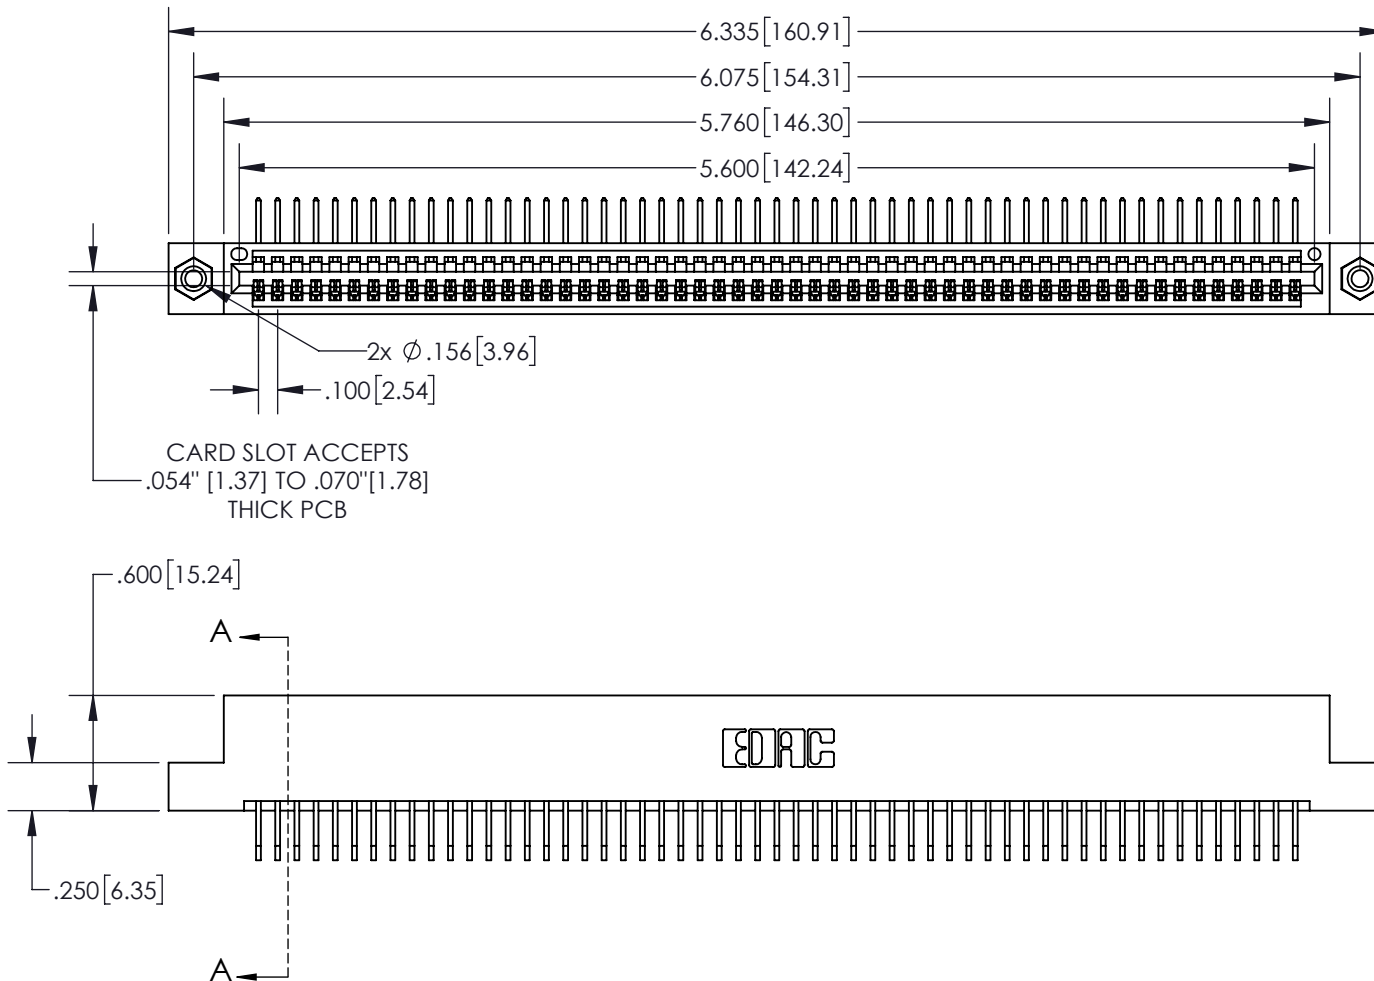 6.335[160.91]
6.075[154.31]
5.760[146.30]
5.600[142.24]
2x Ø.156[3.96]
.100[2.54]
CARD SLOT ACCEPTS
.054" [1.37] TO .070"[1.78]
THICK PCB
.600[15.24]
A
EDAC
.250[6.35]
A